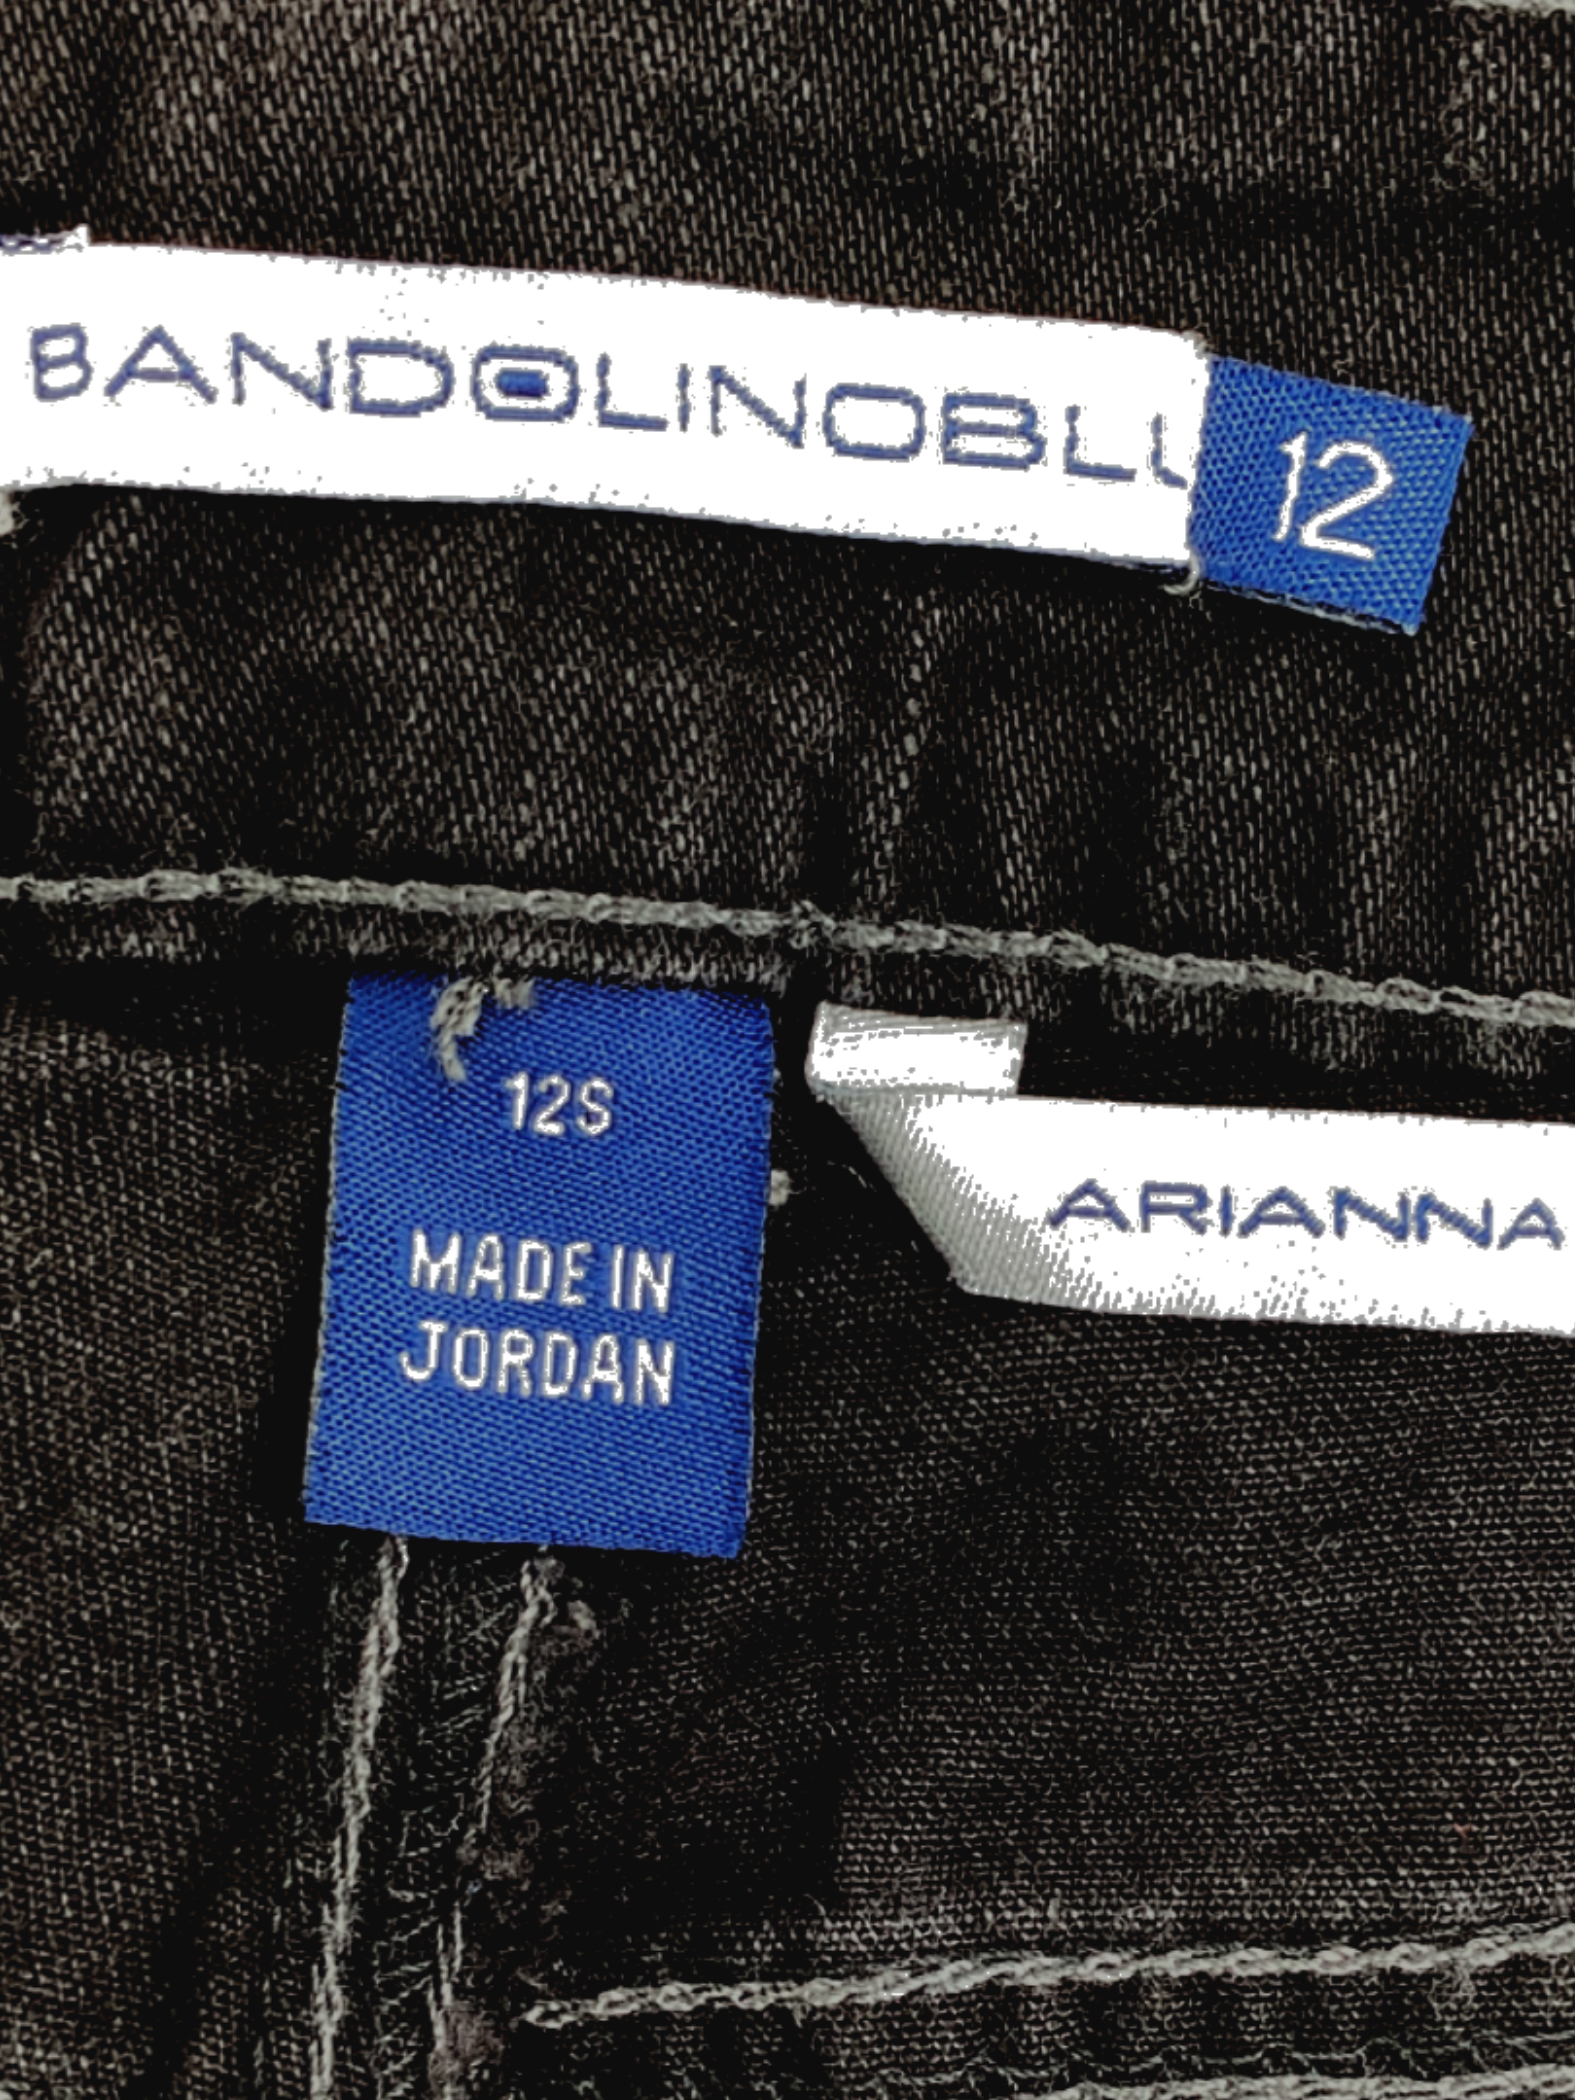 BANDOLINOBLU
12
12S
MADE IN
JORDAN
ARIANNA